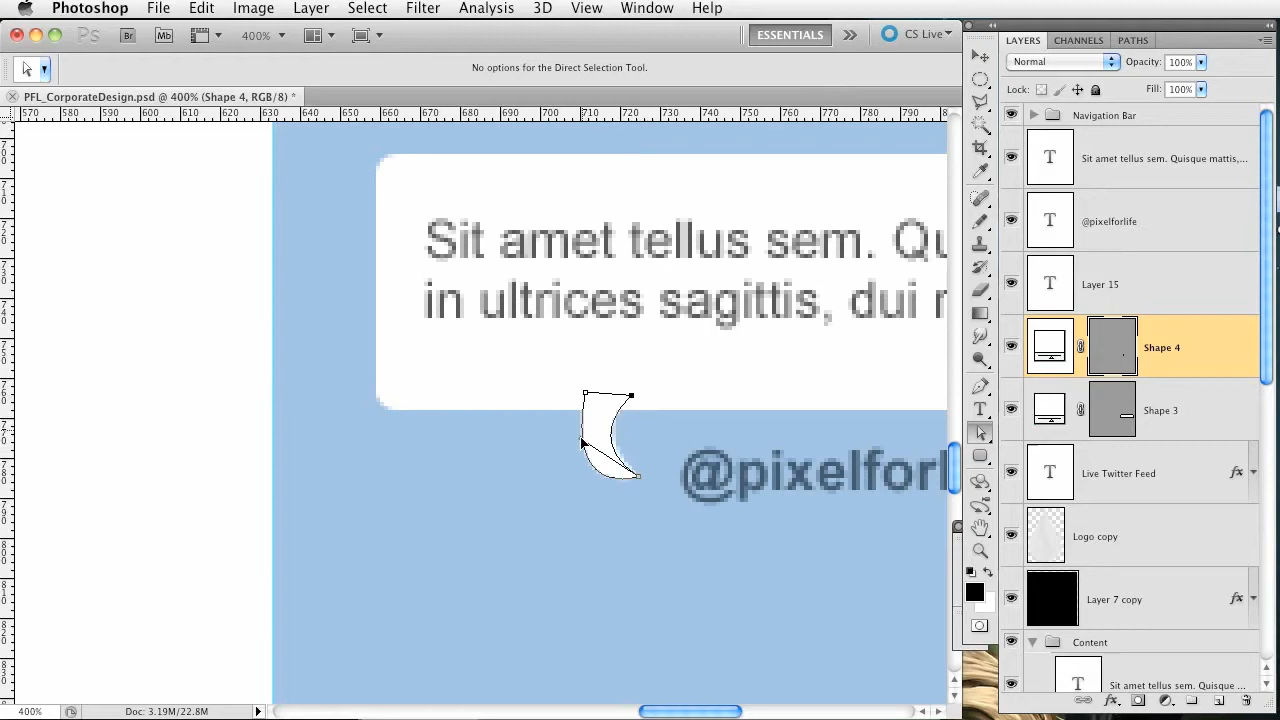 Photoshop File Edit Image Layer Select Filter Analysis 3D View Window Help
Ps Br Mb 400% ESSENTIALS CS Live
No options for the Direct Selection Tool.
PFL_CorporateDesign.psd @ 400% (Shape 4, RGB/8) *
LAYERS CHANNELS PATHS
Normal Opacity: 100%
Lock: Fill: 100%
570 580 590 600 610 620 630 640 650 660 670 680 690 700 710 720 730 740 750 760 770 780 790
Navigation Bar
T Sit amet tellus sem. Quisque mattis,...
T @pixelforlife
T Layer 15
Shape 4
Shape 3
T Live Twitter Feed fx
Logo copy
Layer 7 copy fx
Content
T Sit amet tellus sem. Quisque ...
Sit amet tellus sem. Qu
in ultrices sagittis, dui
@pixelforl
400% Doc: 3.19M/22.8M